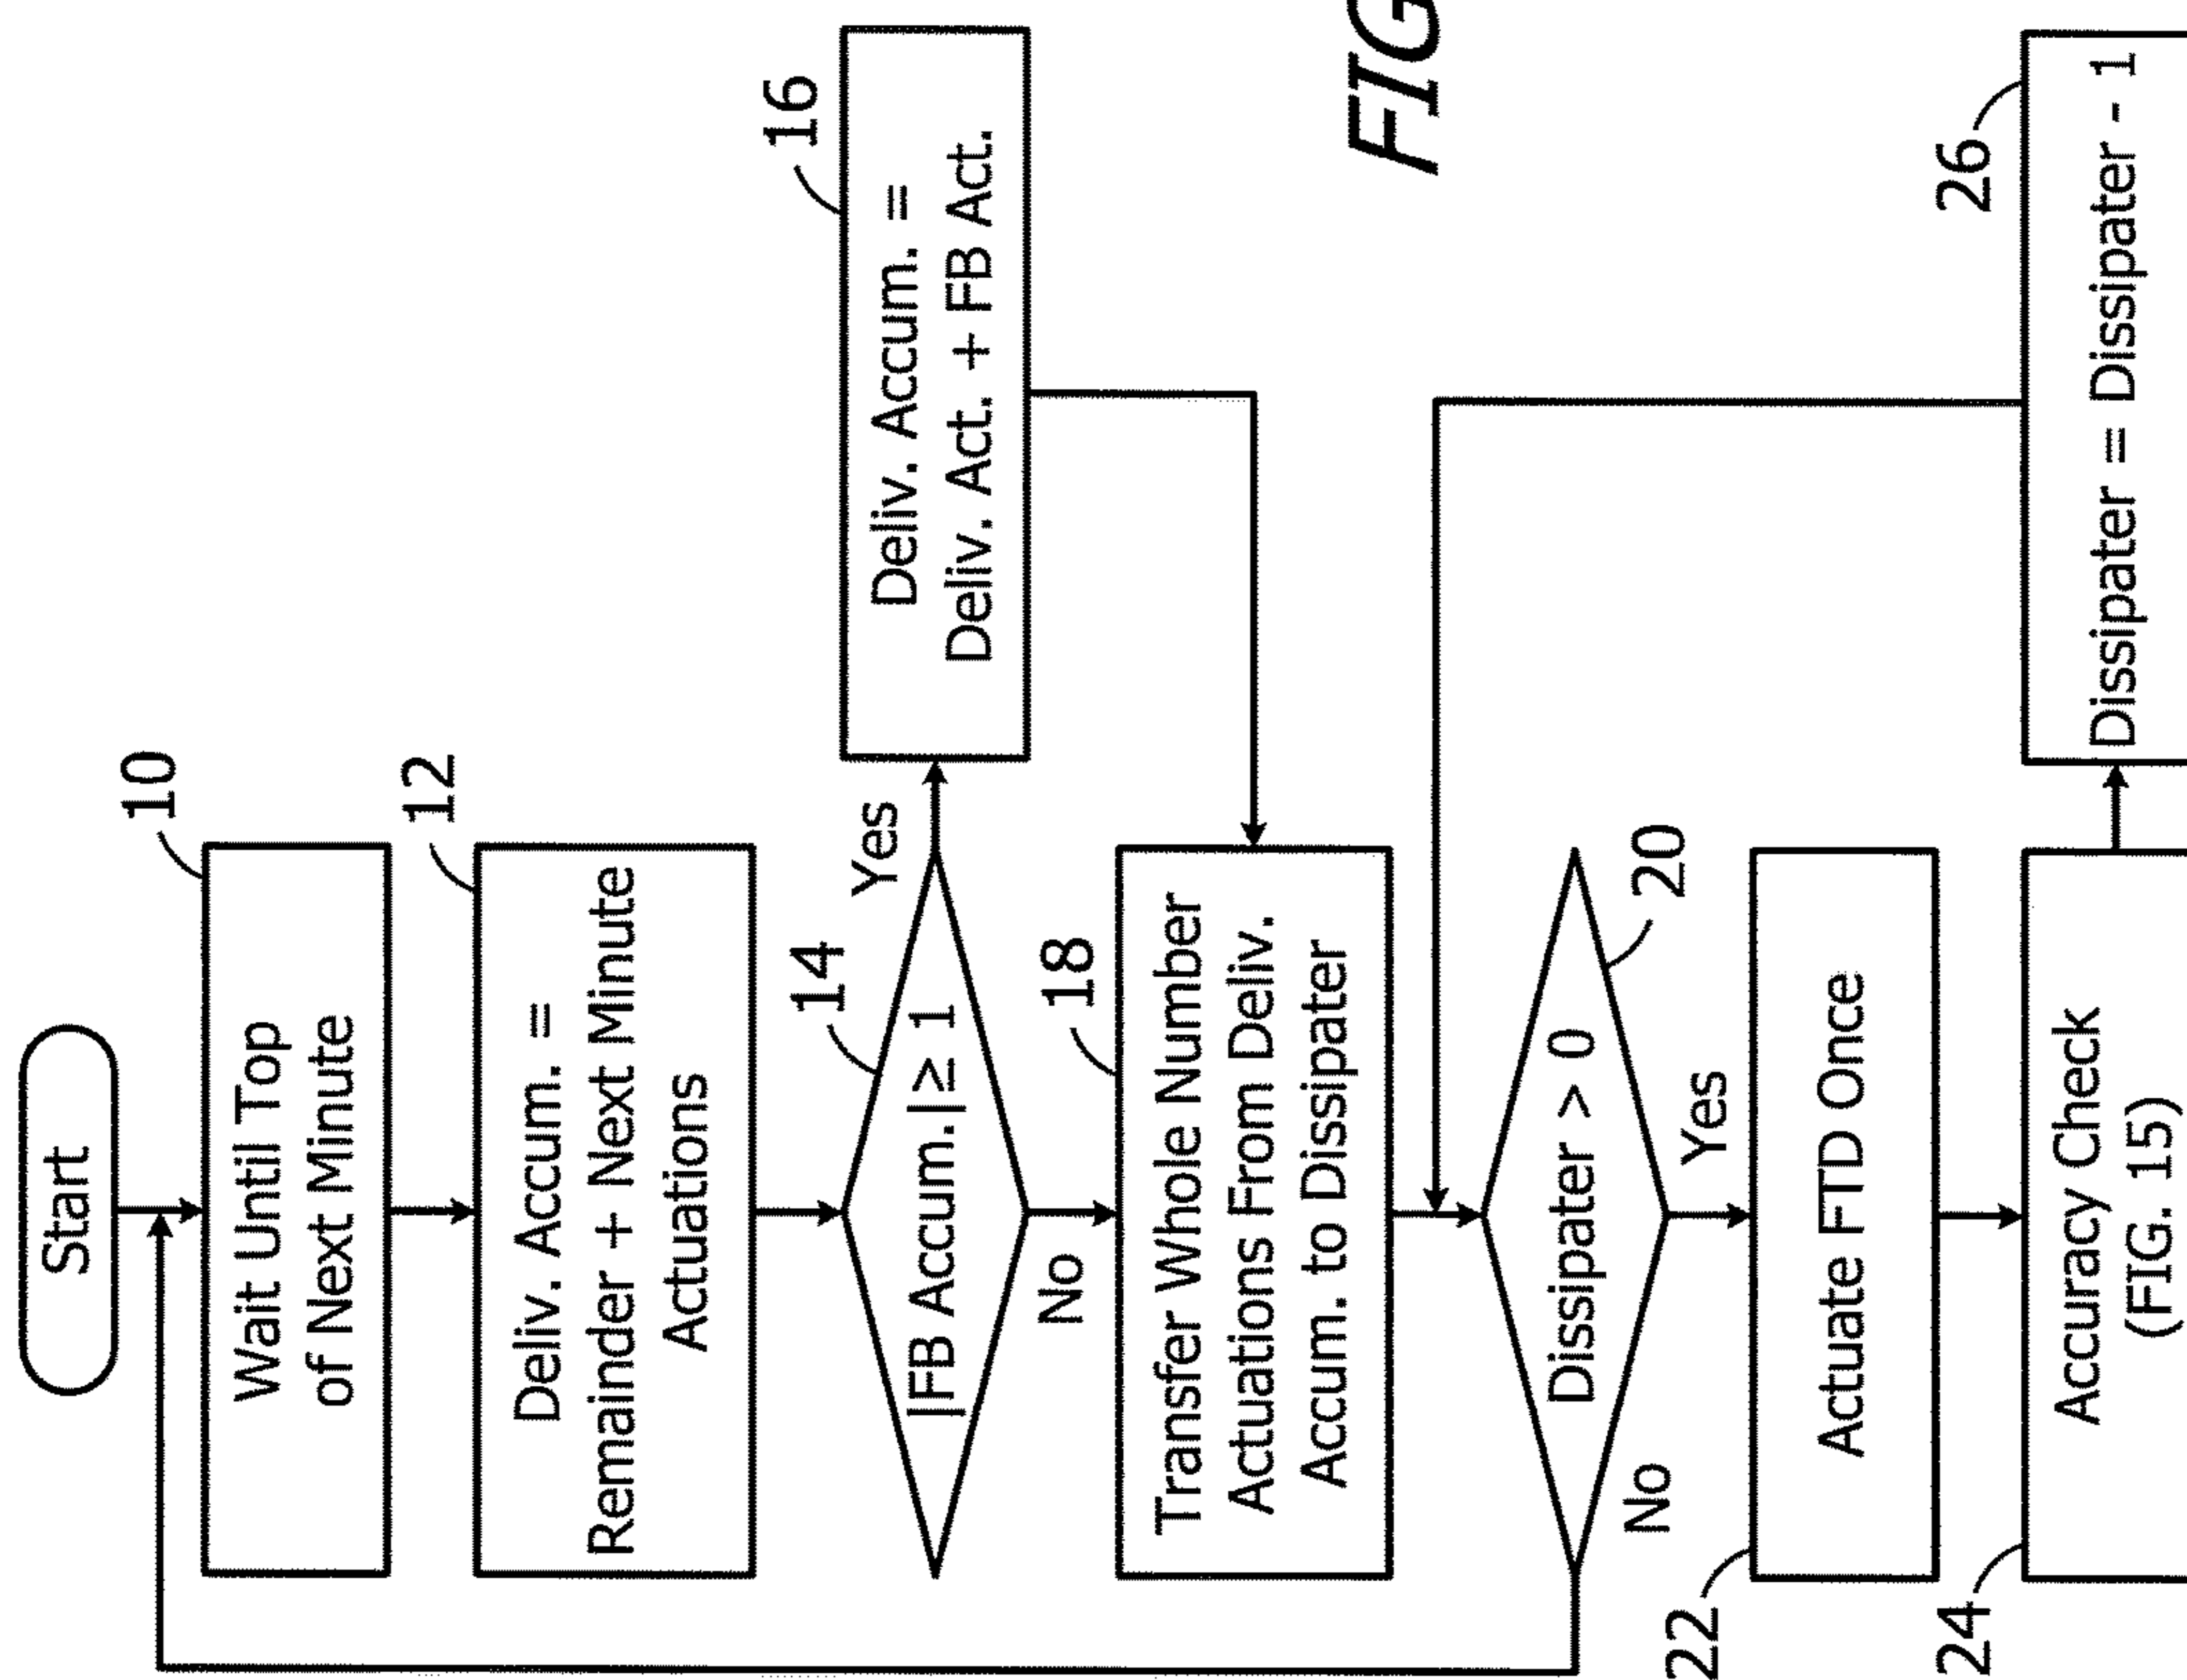 Start
10
Wait Until Top
of Next Minute
12
Deliv. Accum. =
Remainder + Next Minute
Actuations
14
|FB Accum.| ≥ 1
Yes
No
16
Deliv. Accum. =
Deliv. Act. + FB Act.
18
Transfer Whole Number
Actuations From Deliv.
Accum. to Dissipater
20
Dissipater > 0
No
Yes
22
Actuate FTD Once
24
Accuracy Check
(FIG. 15)
26
Dissipater = Dissipater - 1
FIG